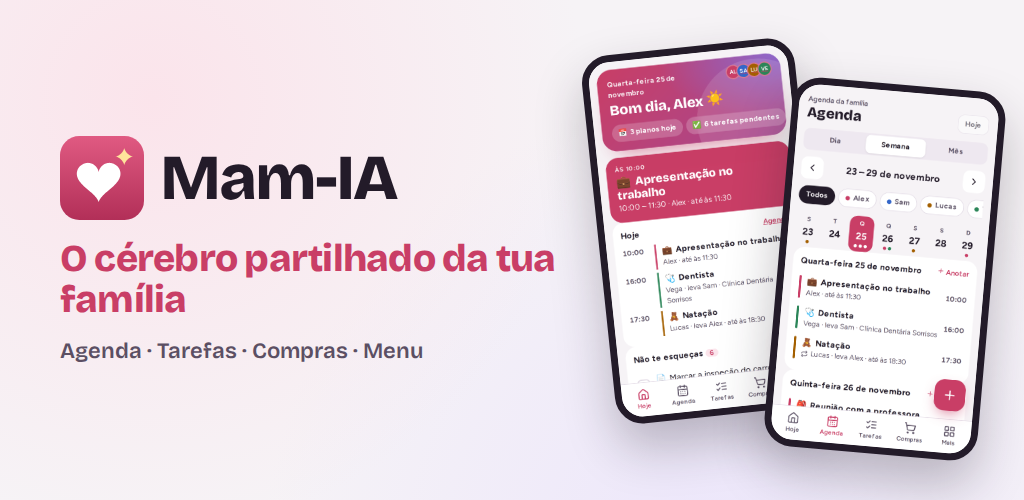 Mam-IA
O cérebro partilhado da tua
família
Agenda · Tarefas · Compras · Menu
Quarta-feira 25 de
novembro
AL SA LU VE
Bom dia, Alex ☀️
📅 3 planos hoje
✅ 6 tarefas pendentes
ÀS 10:00
💼 Apresentação no
trabalho
10:00 – 11:30 · Alex · até às 11:30
Hoje
10:00
💼 Apresentação no trabalho
Alex · até às 11:30
16:00
🩺 Dentista
Vega · leva Sam · Clínica Dentária
Sorrisos
17:30
🧸 Natação
Lucas · leva Alex · até às 18:30
Não te esqueças 6
Marcar a inspeção do
Hoje
Agenda
Tarefas
Agenda da família
Agenda
Hoje
Dia
Semana
Mês
23 – 29 de novembro
Todos
Alex
Sam
Lucas
S T Q Q S S D
23 24 25 26 27 28 29
Quarta-feira 25 de novembro
+ Anotar
💼 Apresentação no trabalho
10:00
Alex · até às 11:30
🩺 Dentista
16:00
Vega · leva Sam · Clínica Dentária Sorrisos
🧸 Natação
17:30
Lucas · leva Alex · até às 18:30
Quinta-feira 26 de novembro
+
🎒 Reunião com a professora
Hoje
Agenda
Tarefas
Compras
Mais